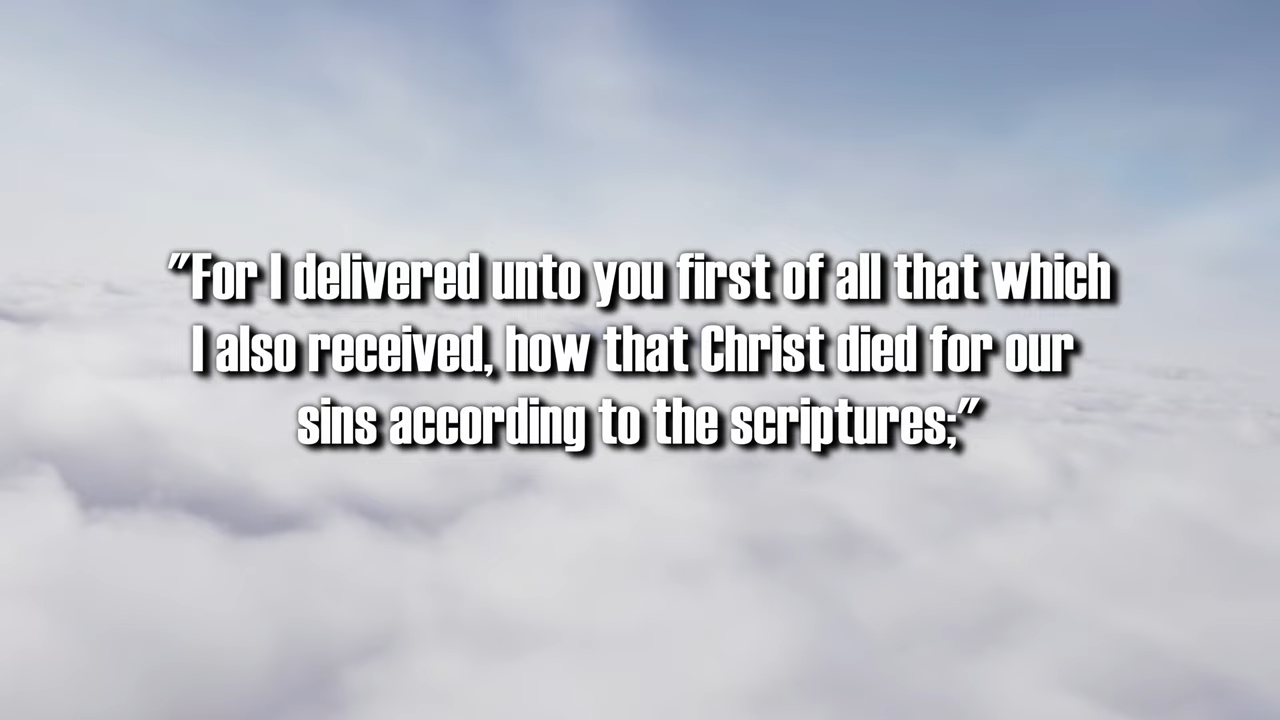 "For I delivered unto you first of all that which
I also received, how that Christ died for our
sins according to the scriptures;"